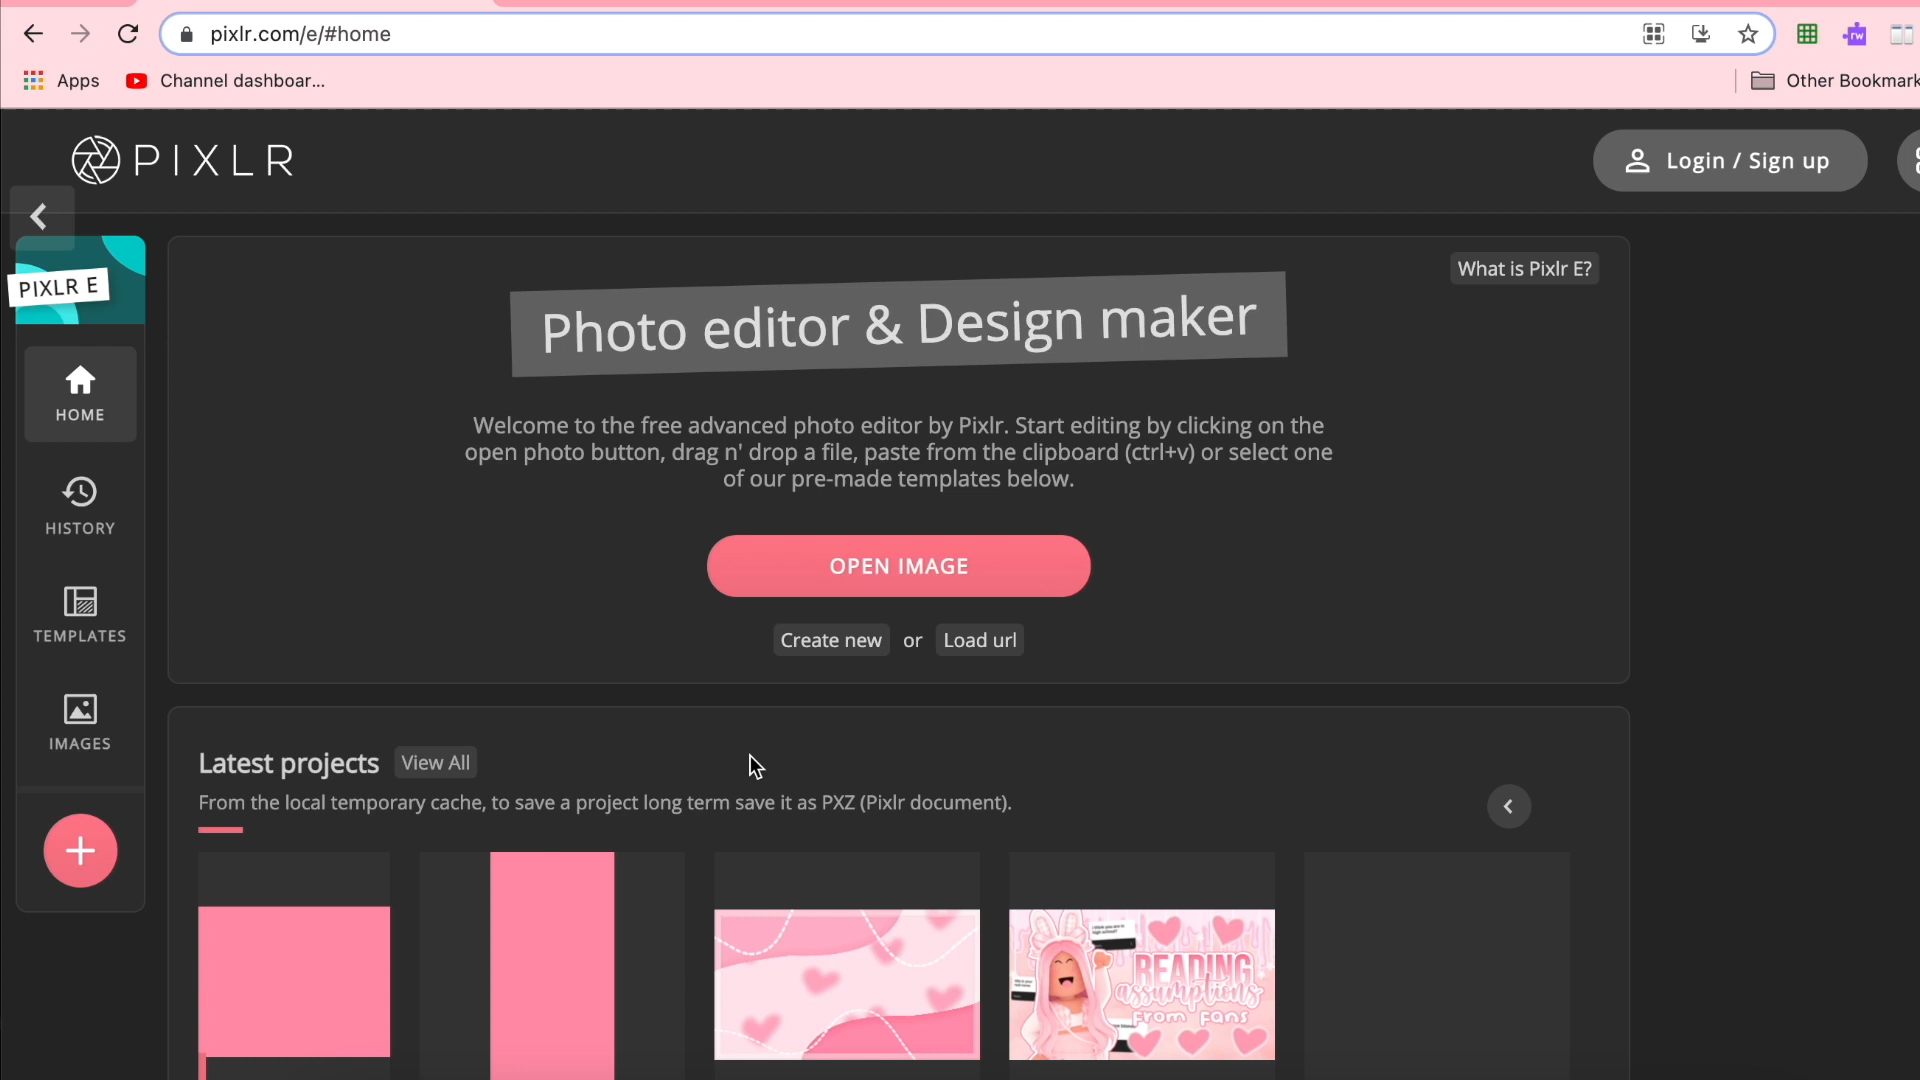 pixlr.com/e/#home
rw
Apps
Channel dashboar...
Other Bookmark
PIXLR
Login / Sign up
PIXLR E
What is Pixlr E?
Photo editor & Design maker
HOME
Welcome to the free advanced photo editor by Pixlr. Start editing by clicking on the
open photo button, drag n' drop a file, paste from the clipboard (ctrl+v) or select one
of our pre-made templates below.
HISTORY
OPEN IMAGE
TEMPLATES
Create new or Load url
IMAGES
Latest projects View All
From the local temporary cache, to save a project long term save it as PXZ (Pixlr document).
READING
assumptions
FROM FANS